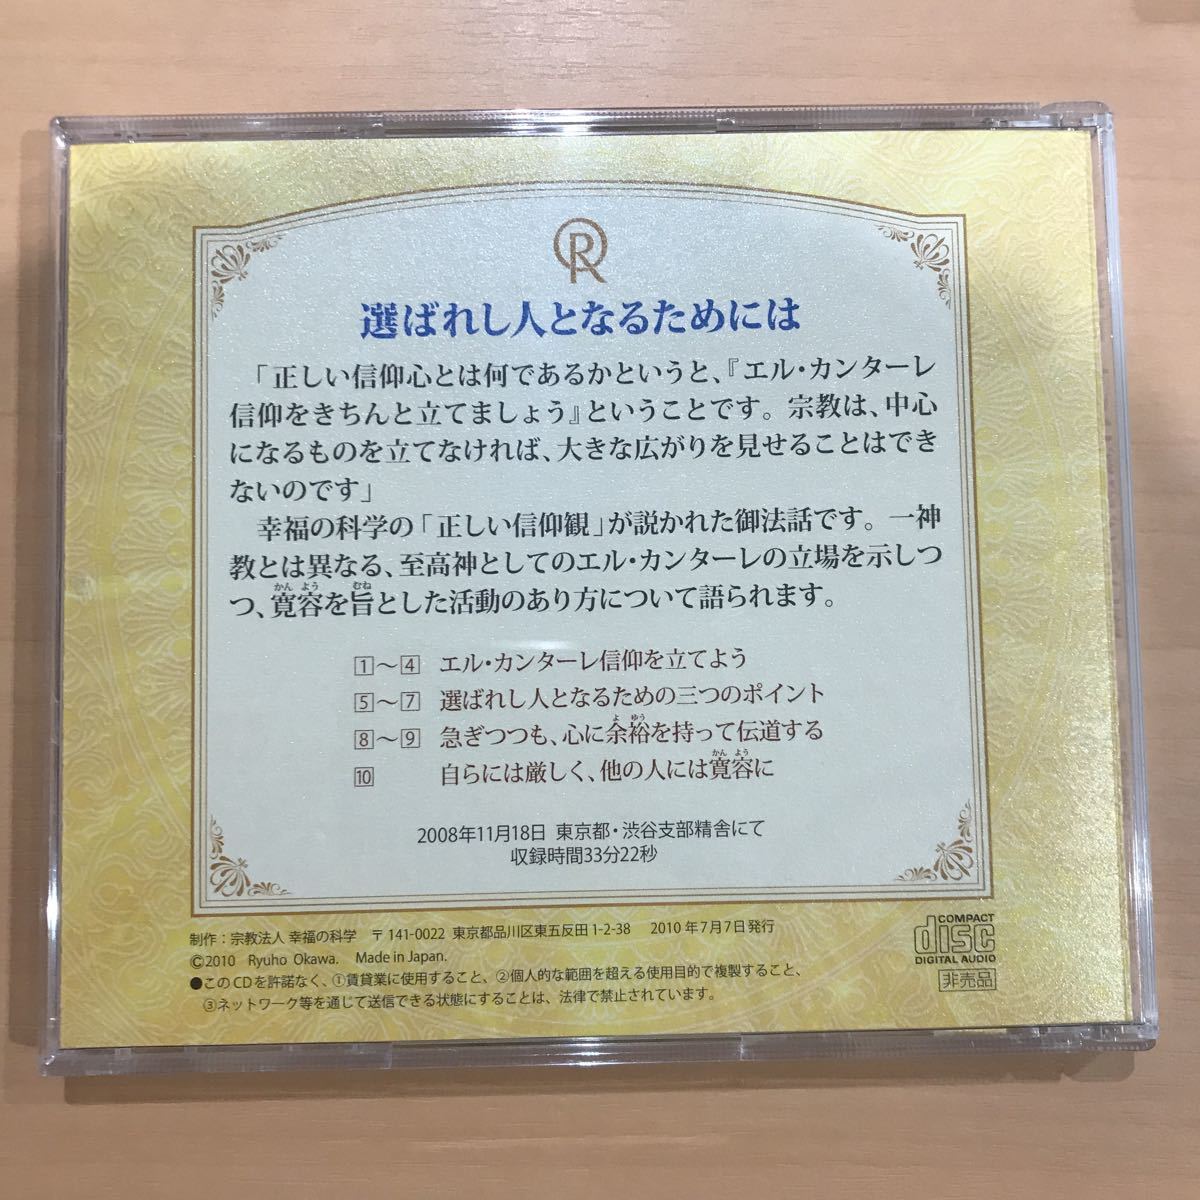 R
選ばれし人となるためには
「正しい信仰心とは何であるかというと、『エル・カンターレ
信仰をきちんと立てましょう』ということです。宗教は、中心
になるものを立てなければ、大きな広がりを見せることはでき
ないのです」
幸福の科学の「正しい信仰観」が説かれた御法話です。一神
教とは異なる、至高神としてのエル・カンターレの立場を示しつ
つ、寛容を旨とした活動のあり方について語られます。
1～4 エル・カンターレ信仰を立てよう
5～7 選ばれし人となるための三つのポイント
8～9 急ぎつつも、心に余裕を持って伝道する
10 自らには厳しく、他の人には寛容に
2008年11月18日 東京都・渋谷支部精舎にて
収録時間33分22秒
制作：宗教法人 幸福の科学 〒141-0022 東京都品川区東五反田1-2-38 2010年7月7日発行
©2010 Ryuho Okawa. Made in Japan.
●このCDを許諾なく、①賃貸業に使用すること、②個人的な範囲を超える使用目的で複製すること、
③ネットワーク等を通じて送信できる状態にすることは、法律で禁止されています。
COMPACT
disc
DIGITAL AUDIO
非売品